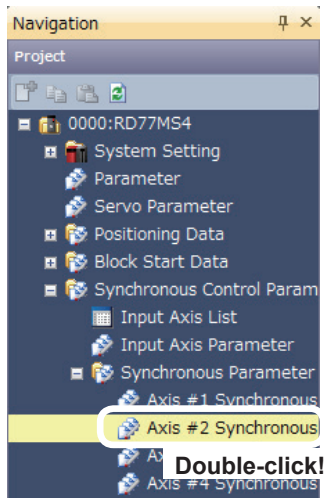 Navigation
Project
0000:RD77MS4
System Setting
Parameter
Servo Parameter
Positioning Data
Block Start Data
Synchronous Control Param
Input Axis List
Input Axis Parameter
Synchronous Parameter
Axis #1 Synchronous
Axis #2 Synchronous
Double-click!
Axis #4 Synchronous